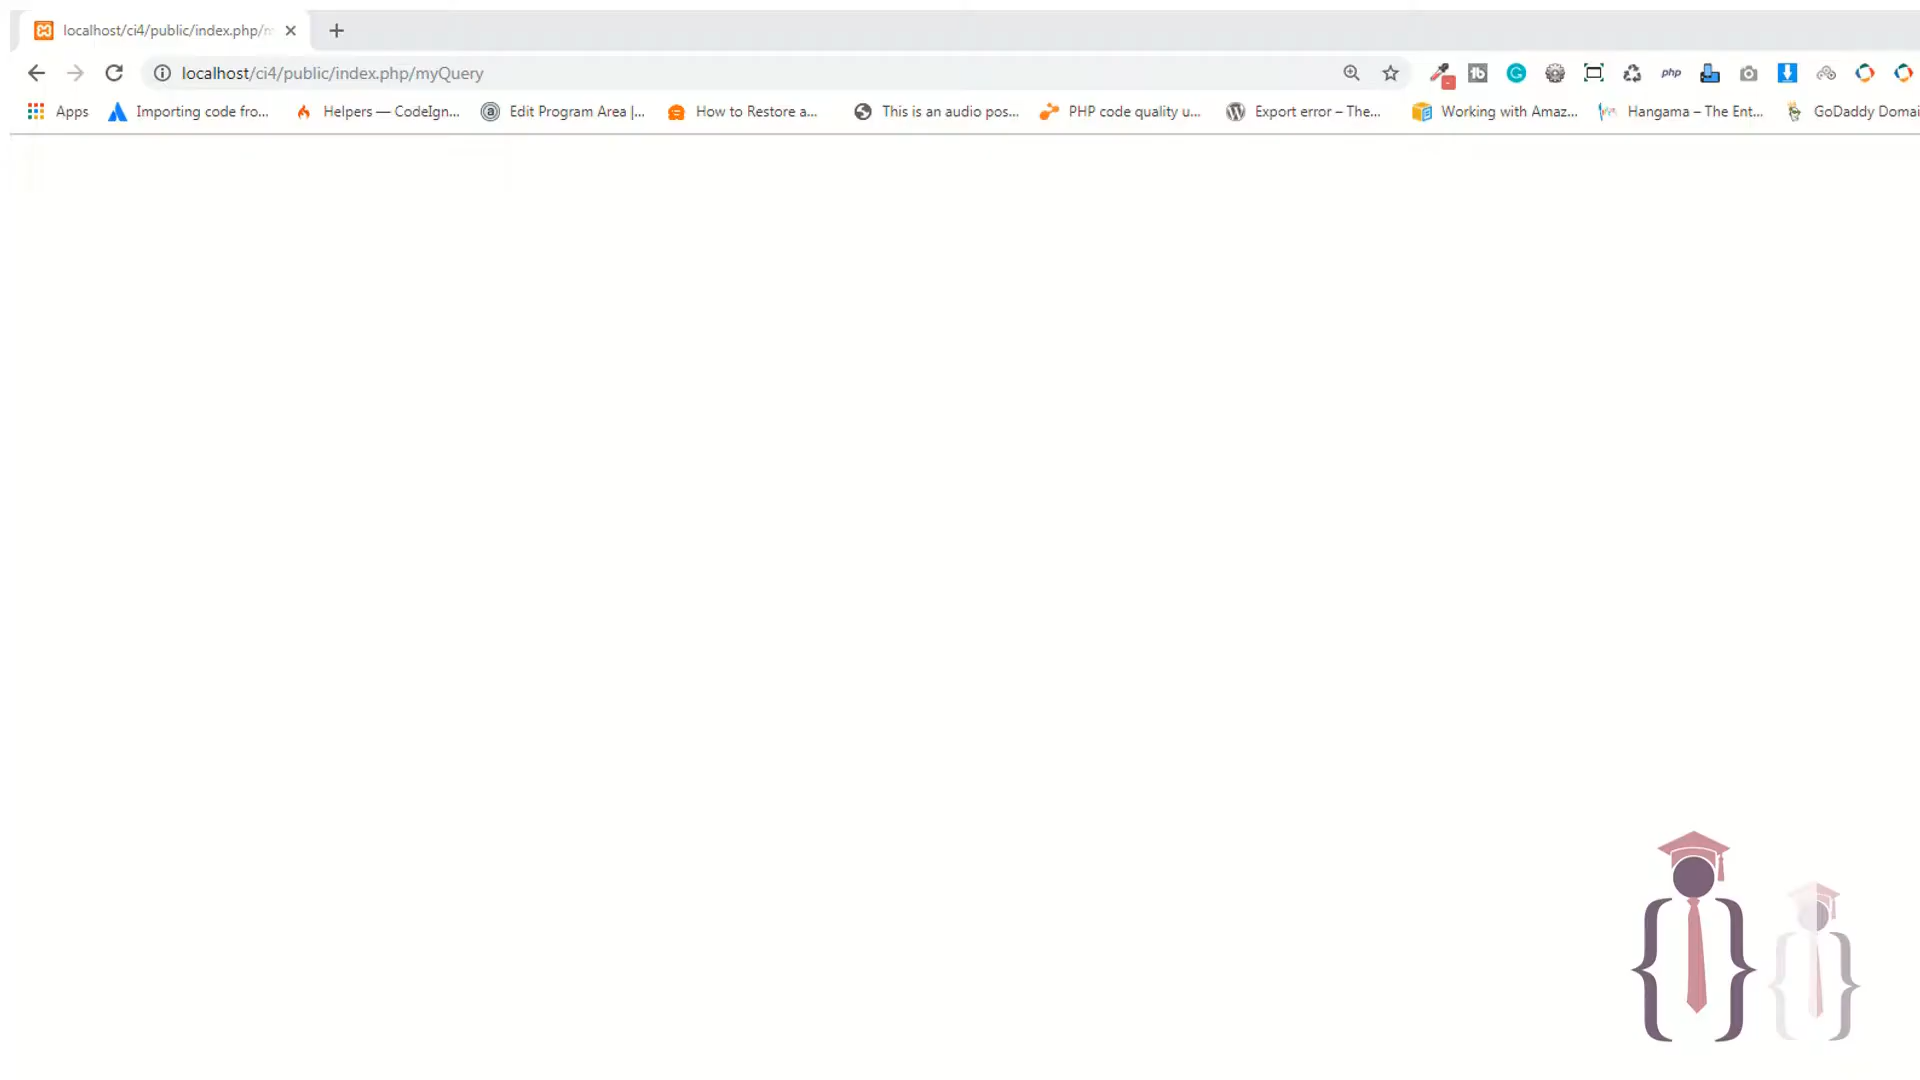 localhost/ci4/public/index.php/m
localhost/ci4/public/index.php/myQuery
php
Apps
Importing code fro...
Helpers — CodeIgn...
Edit Program Area |...
How to Restore a...
This is an audio pos...
PHP code quality u...
Export error – The...
Working with Amaz...
Hangama – The Ent...
GoDaddy Domai